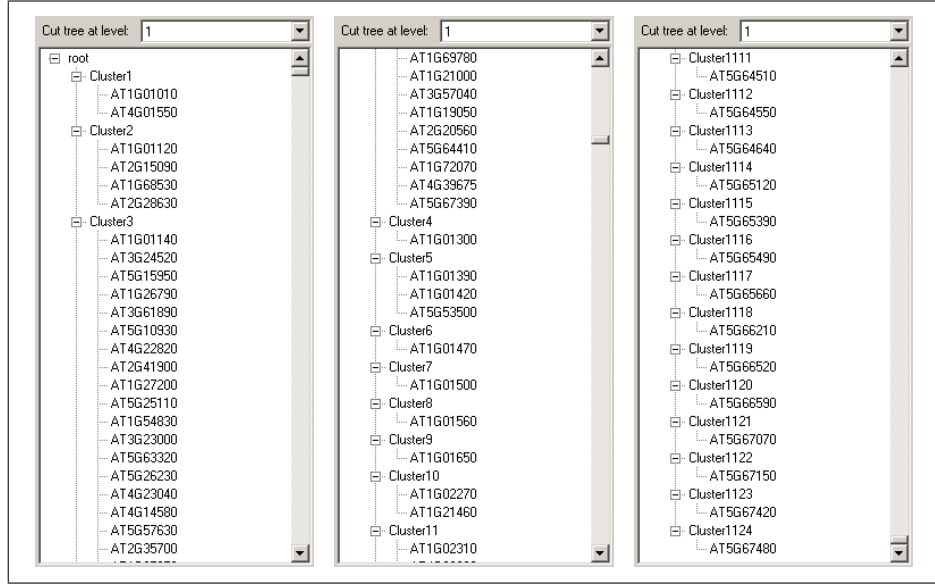 Cut tree at level: 1
root
Cluster1
AT1G01010
AT4G01550
Cluster2
AT1G01120
AT2G15090
AT1G68530
AT2G28630
Cluster3
AT1G01140
AT3G24520
AT5G15950
AT1G26790
AT3G61890
AT5G10930
AT4G22820
AT2G41900
AT1G27200
AT5G25110
AT1G54830
AT3G23000
AT5G63320
AT5G26230
AT4G23040
AT4G14580
AT5G57630
AT2G35700
Cut tree at level: 1
AT1G69780
AT1G21000
AT3G57040
AT1G19050
AT2G20560
AT5G64410
AT1G72070
AT4G39675
AT5G67390
Cluster4
AT1G01300
Cluster5
AT1G01390
AT1G01420
AT5G53500
Cluster6
AT1G01470
Cluster7
AT1G01500
Cluster8
AT1G01560
Cluster9
AT1G01650
Cluster10
AT1G02270
AT1G21460
Cluster11
AT1G02310
Cut tree at level: 1
Cluster1111
AT5G64510
Cluster1112
AT5G64550
Cluster1113
AT5G64640
Cluster1114
AT5G65120
Cluster1115
AT5G65390
Cluster1116
AT5G65490
Cluster1117
AT5G65660
Cluster1118
AT5G66210
Cluster1119
AT5G66520
Cluster1120
AT5G66590
Cluster1121
AT5G67070
Cluster1122
AT5G67150
Cluster1123
AT5G67420
Cluster1124
AT5G67480